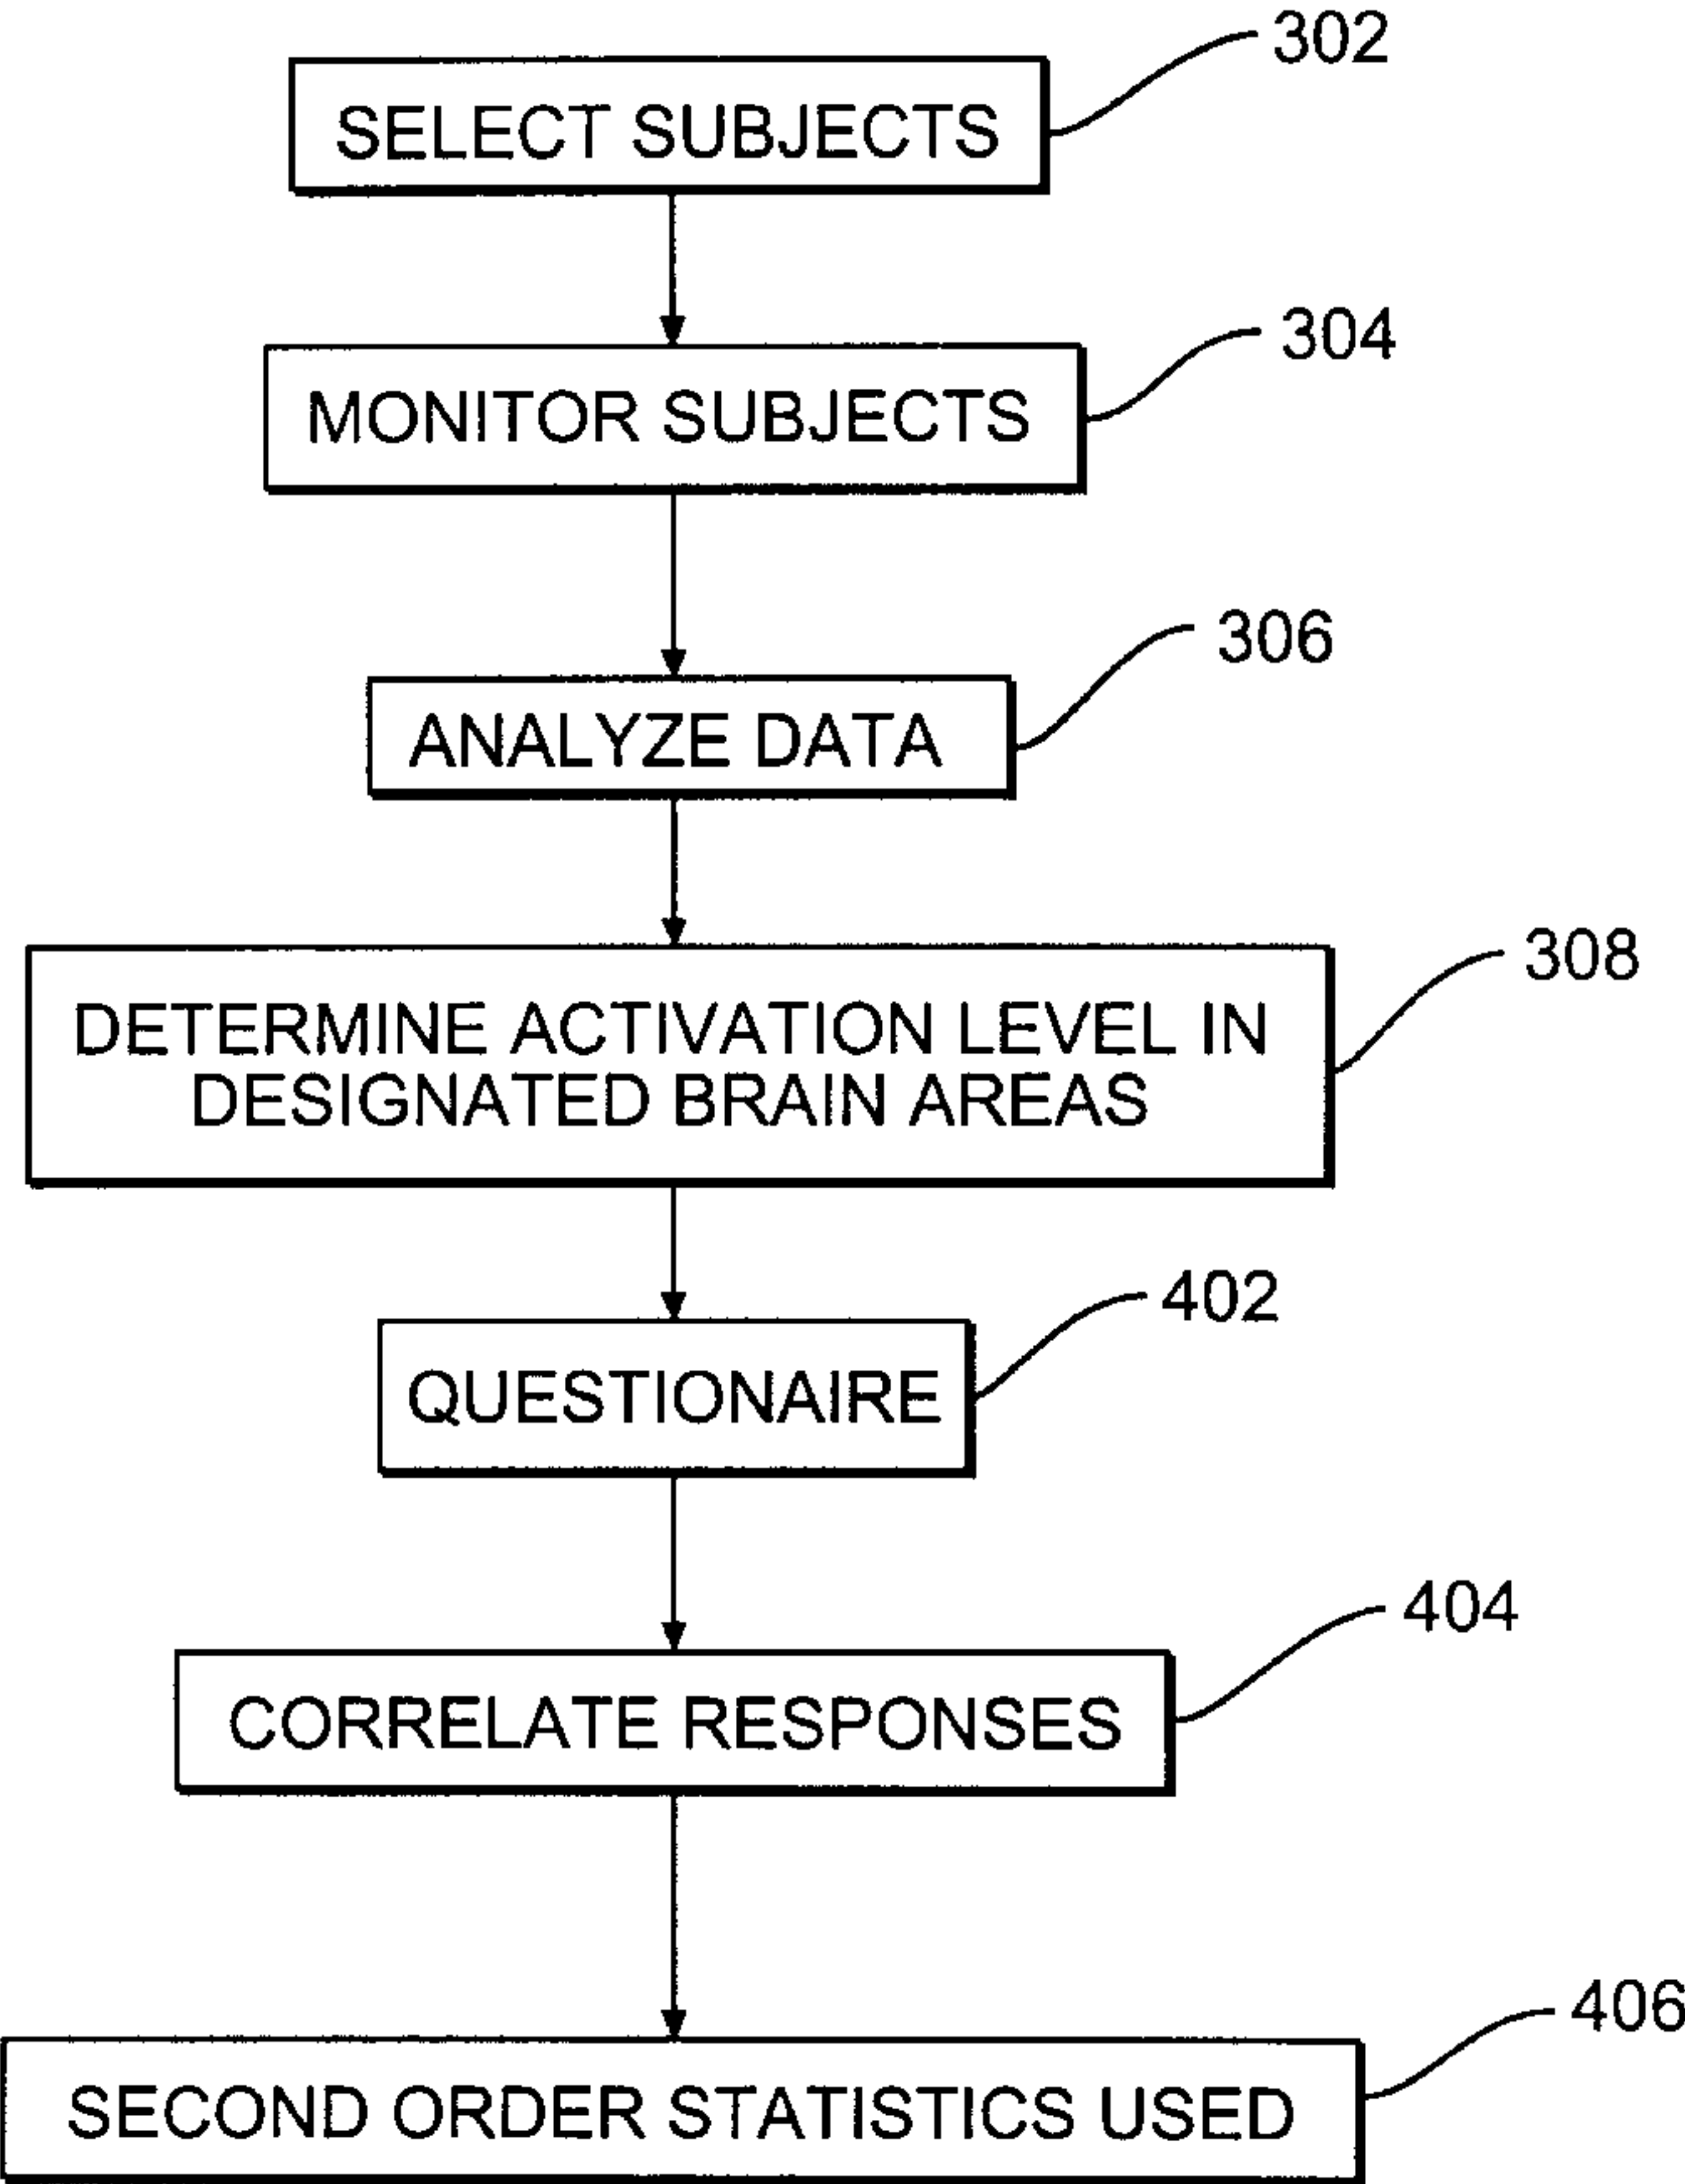 302
SELECT SUBJECTS
304
MONITOR SUBJECTS
306
ANALYZE DATA
308
DETERMINE ACTIVATION LEVEL IN
DESIGNATED BRAIN AREAS
402
QUESTIONAIRE
404
CORRELATE RESPONSES
406
SECOND ORDER STATISTICS USED